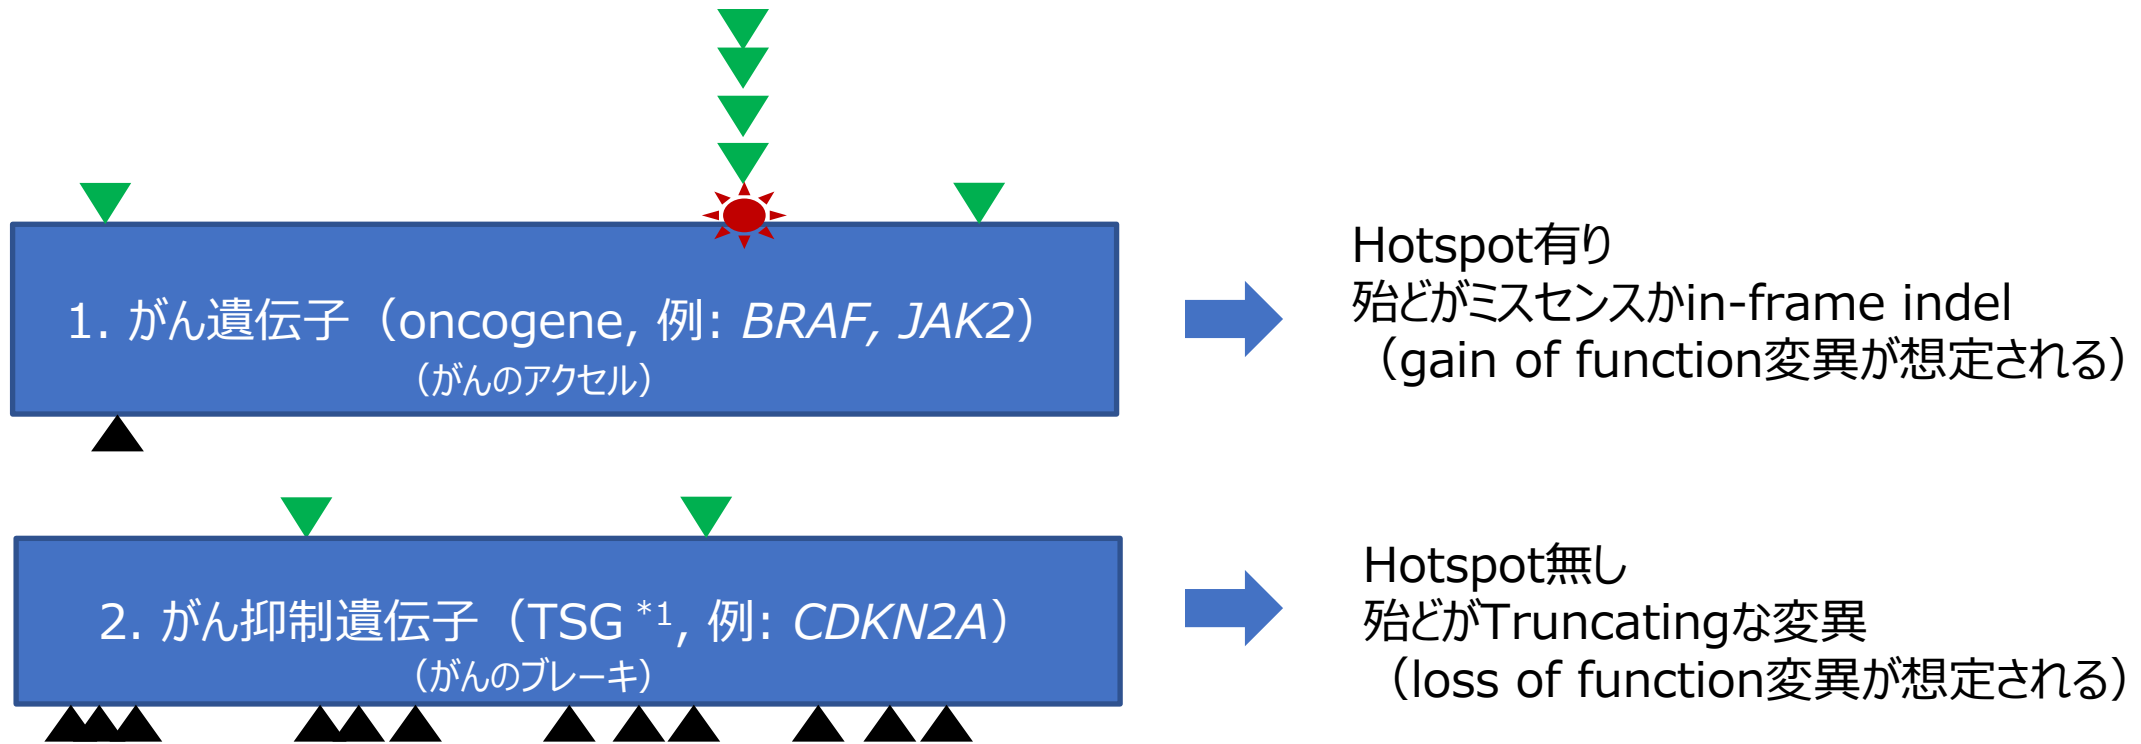 1. がん遺伝子（oncogene, 例: BRAF, JAK2）
（がんのアクセル）
Hotspot有り
殆どがミスセンスかin-frame indel
（gain of function変異が想定される）
2. がん抑制遺伝子（TSG *1, 例: CDKN2A）
（がんのブレーキ）
Hotspot無し
殆どがTruncatingな変異
（loss of function変異が想定される）